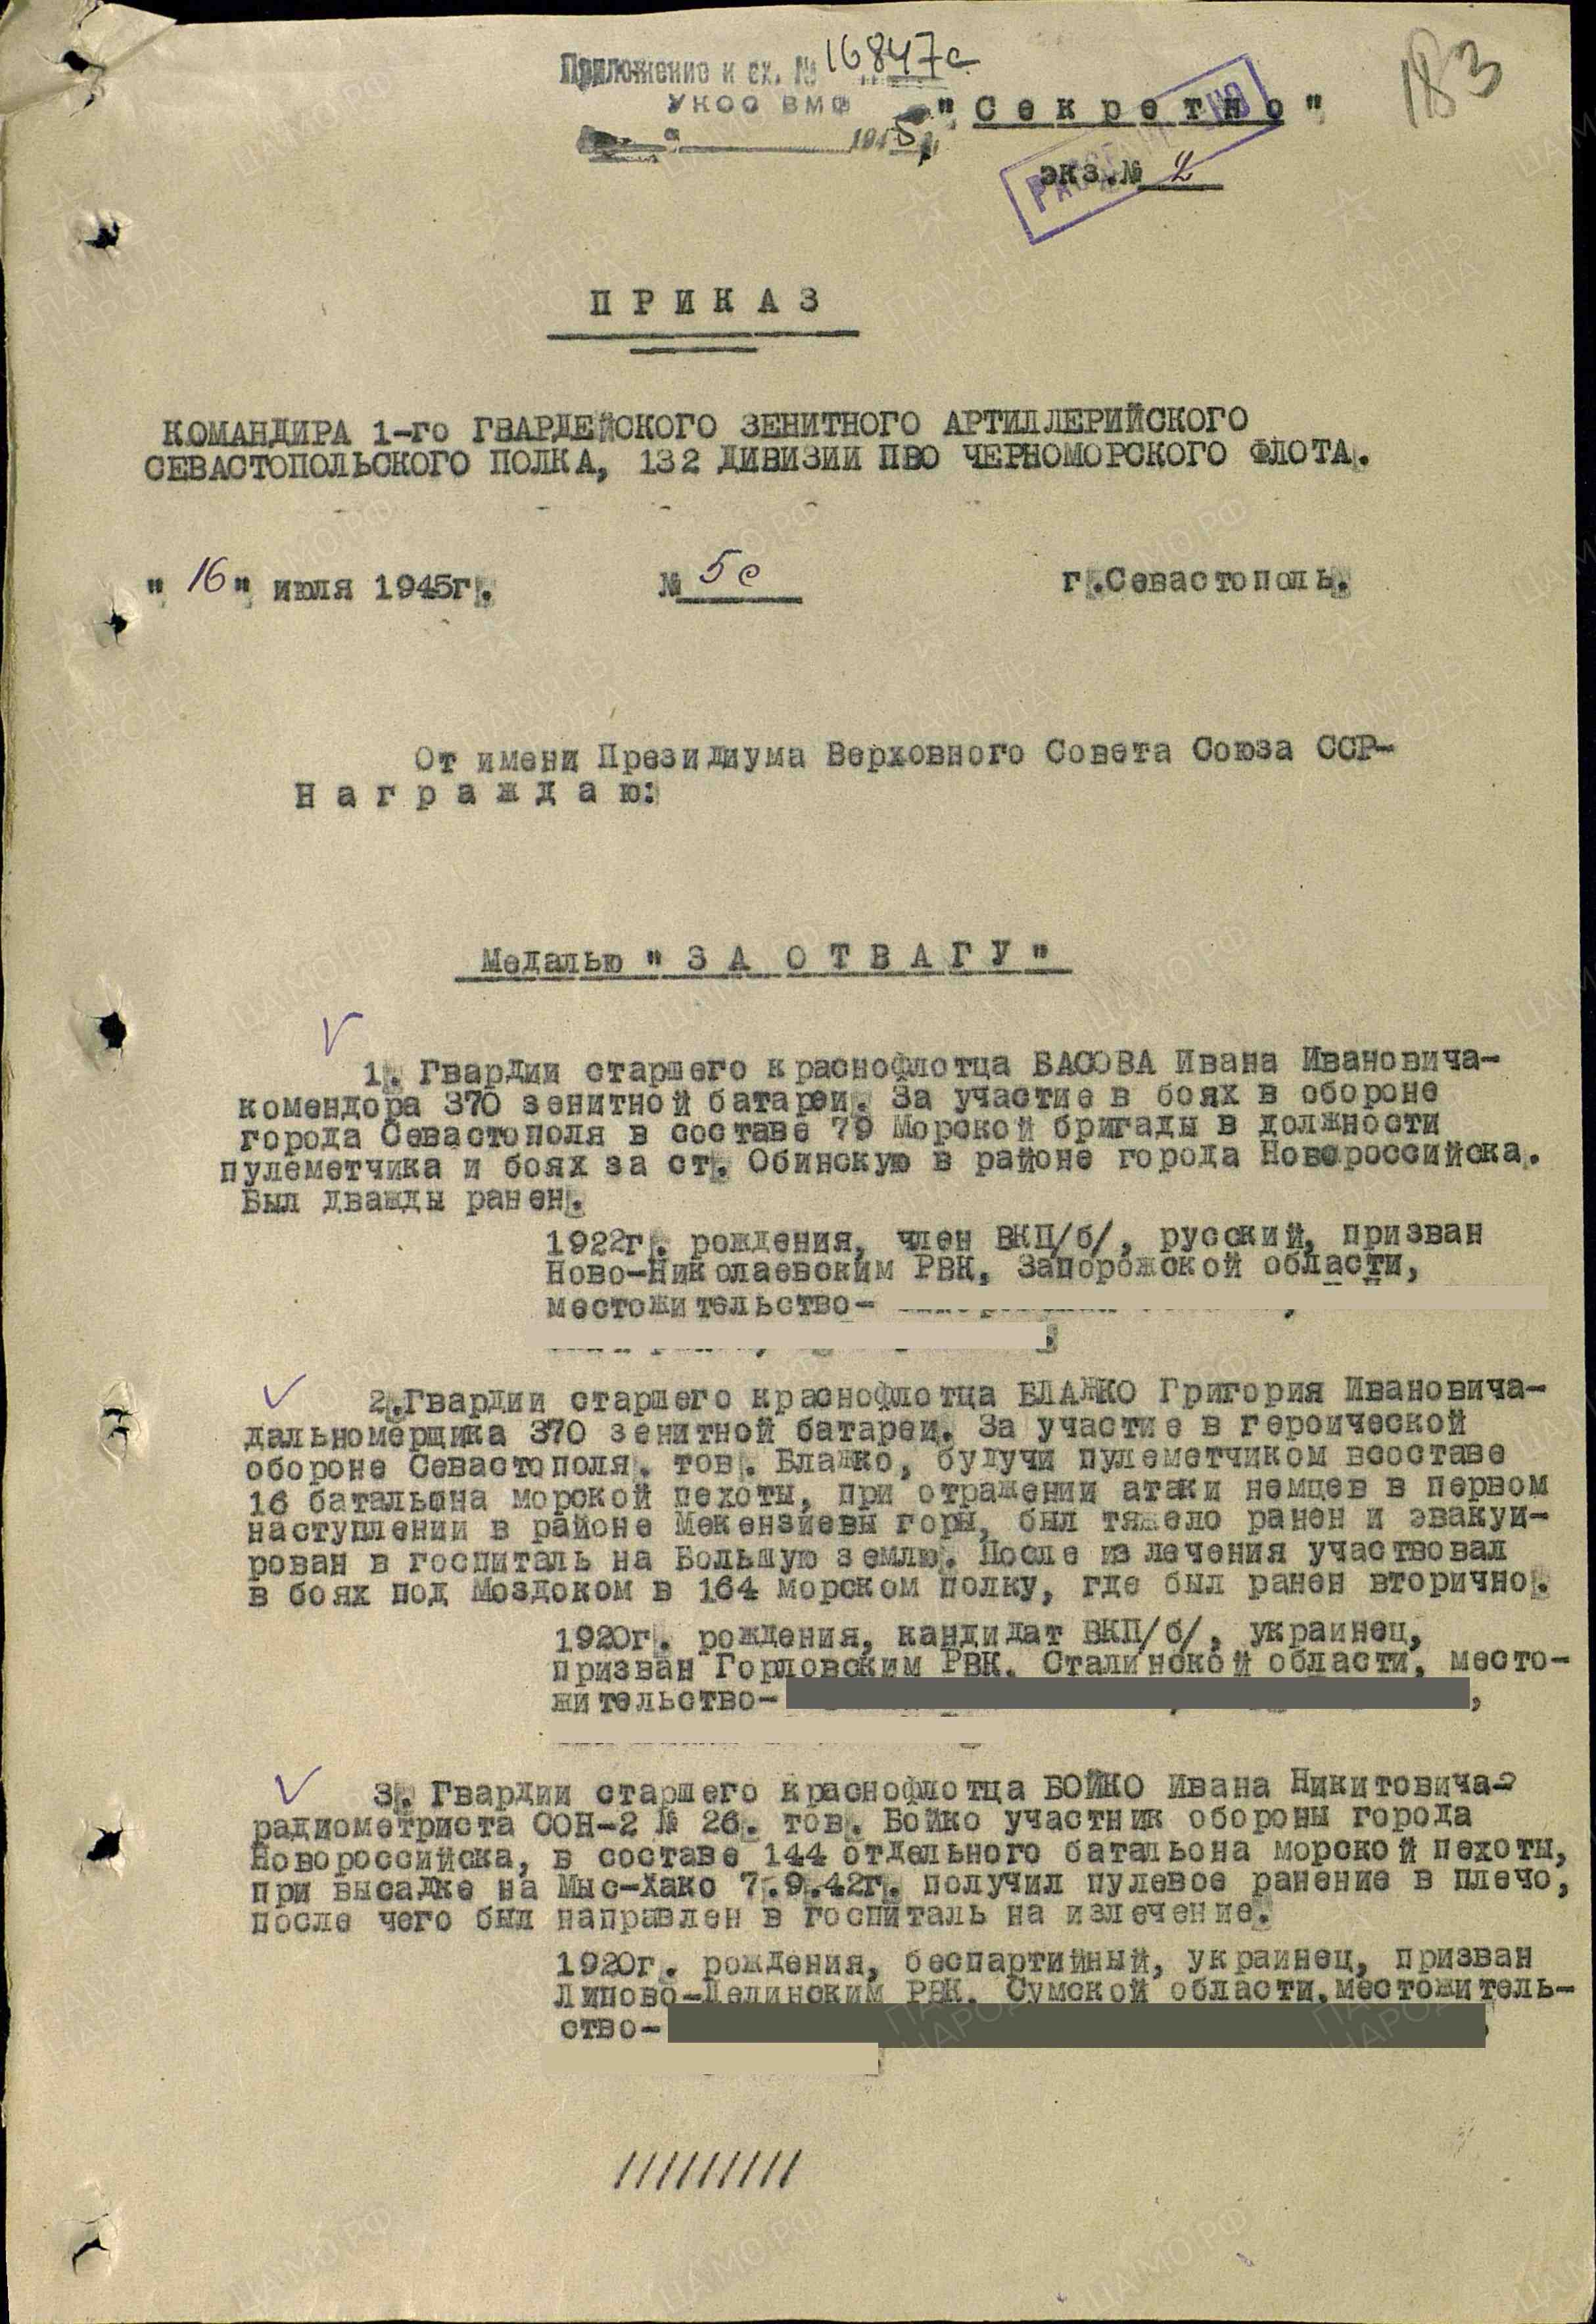 Приложение к вх. № 16847с
УКОС ВМФ
1945
183
"Секретно"
экз.№ 2
ПРИКАЗ
КОМАНДИРА 1-го ГВАРДЕЙСКОГО ЗЕНИТНОГО АРТИЛЛЕРИЙСКОГО
СЕВАСТОПОЛЬСКОГО ПОЛКА, 132 ДИВИЗИИ ПВО ЧЕРНОМОРСКОГО ФЛОТА.
"16" июля 1945г. № 5с г.Севастополь.
От имени Президиума Верховного Совета Союза ССР-
Награждаю:
Медалью "ЗА ОТВАГУ"
1. Гвардии старшего краснофлотца БАСОВА Ивана Ивановича-
комендора 370 зенитной батареи. За участие в боях в обороне
города Севастополя в составе 79 Морской бригады в должности
пулеметчика и боях за ст. Обинскую в районе города Новороссийска.
Был дважды ранен.
1922г. рождения, член ВКП/б/, русский, призван
Ново-Николаевским РВК, Запорожской области,
местожительство-
2.Гвардии старшего краснофлотца БЛАЖКО Григория Ивановича-
дальномерщика 370 зенитной батареи. За участие в героической
обороне Севастополя. тов. Блажко, будучи пулеметчиком всоставе
16 батальона морской пехоты, при отражении атаки немцев в первом
наступлении в районе Мекензиевы горы, был тяжело ранен и эвакуи-
рован в госпиталь на Большую землю. После излечения участвовал
в боях под Моздоком в 164 морском полку, где был ранен вторично.
1920г. рождения, кандидат ВКП/б/, украинец,
призван Горловским РВК, Сталинской области, место-
жительство-
3. Гвардии старшего краснофлотца БОЙКО Ивана Никитовича-
радиометриста СОН-2 № 26. тов. Бойко участник обороны города
Новороссийска, в составе 144 отдельного батальона морской пехоты,
при высадке на Мыс-Хако 7.9.42г. получил пулевое ранение в плечо,
после чего был направлен в госпиталь на излечение.
1920г. рождения, беспартийный, украинец, призван
Липово-Делинским РВК, Сумской области, местожитель-
ство-
//////////